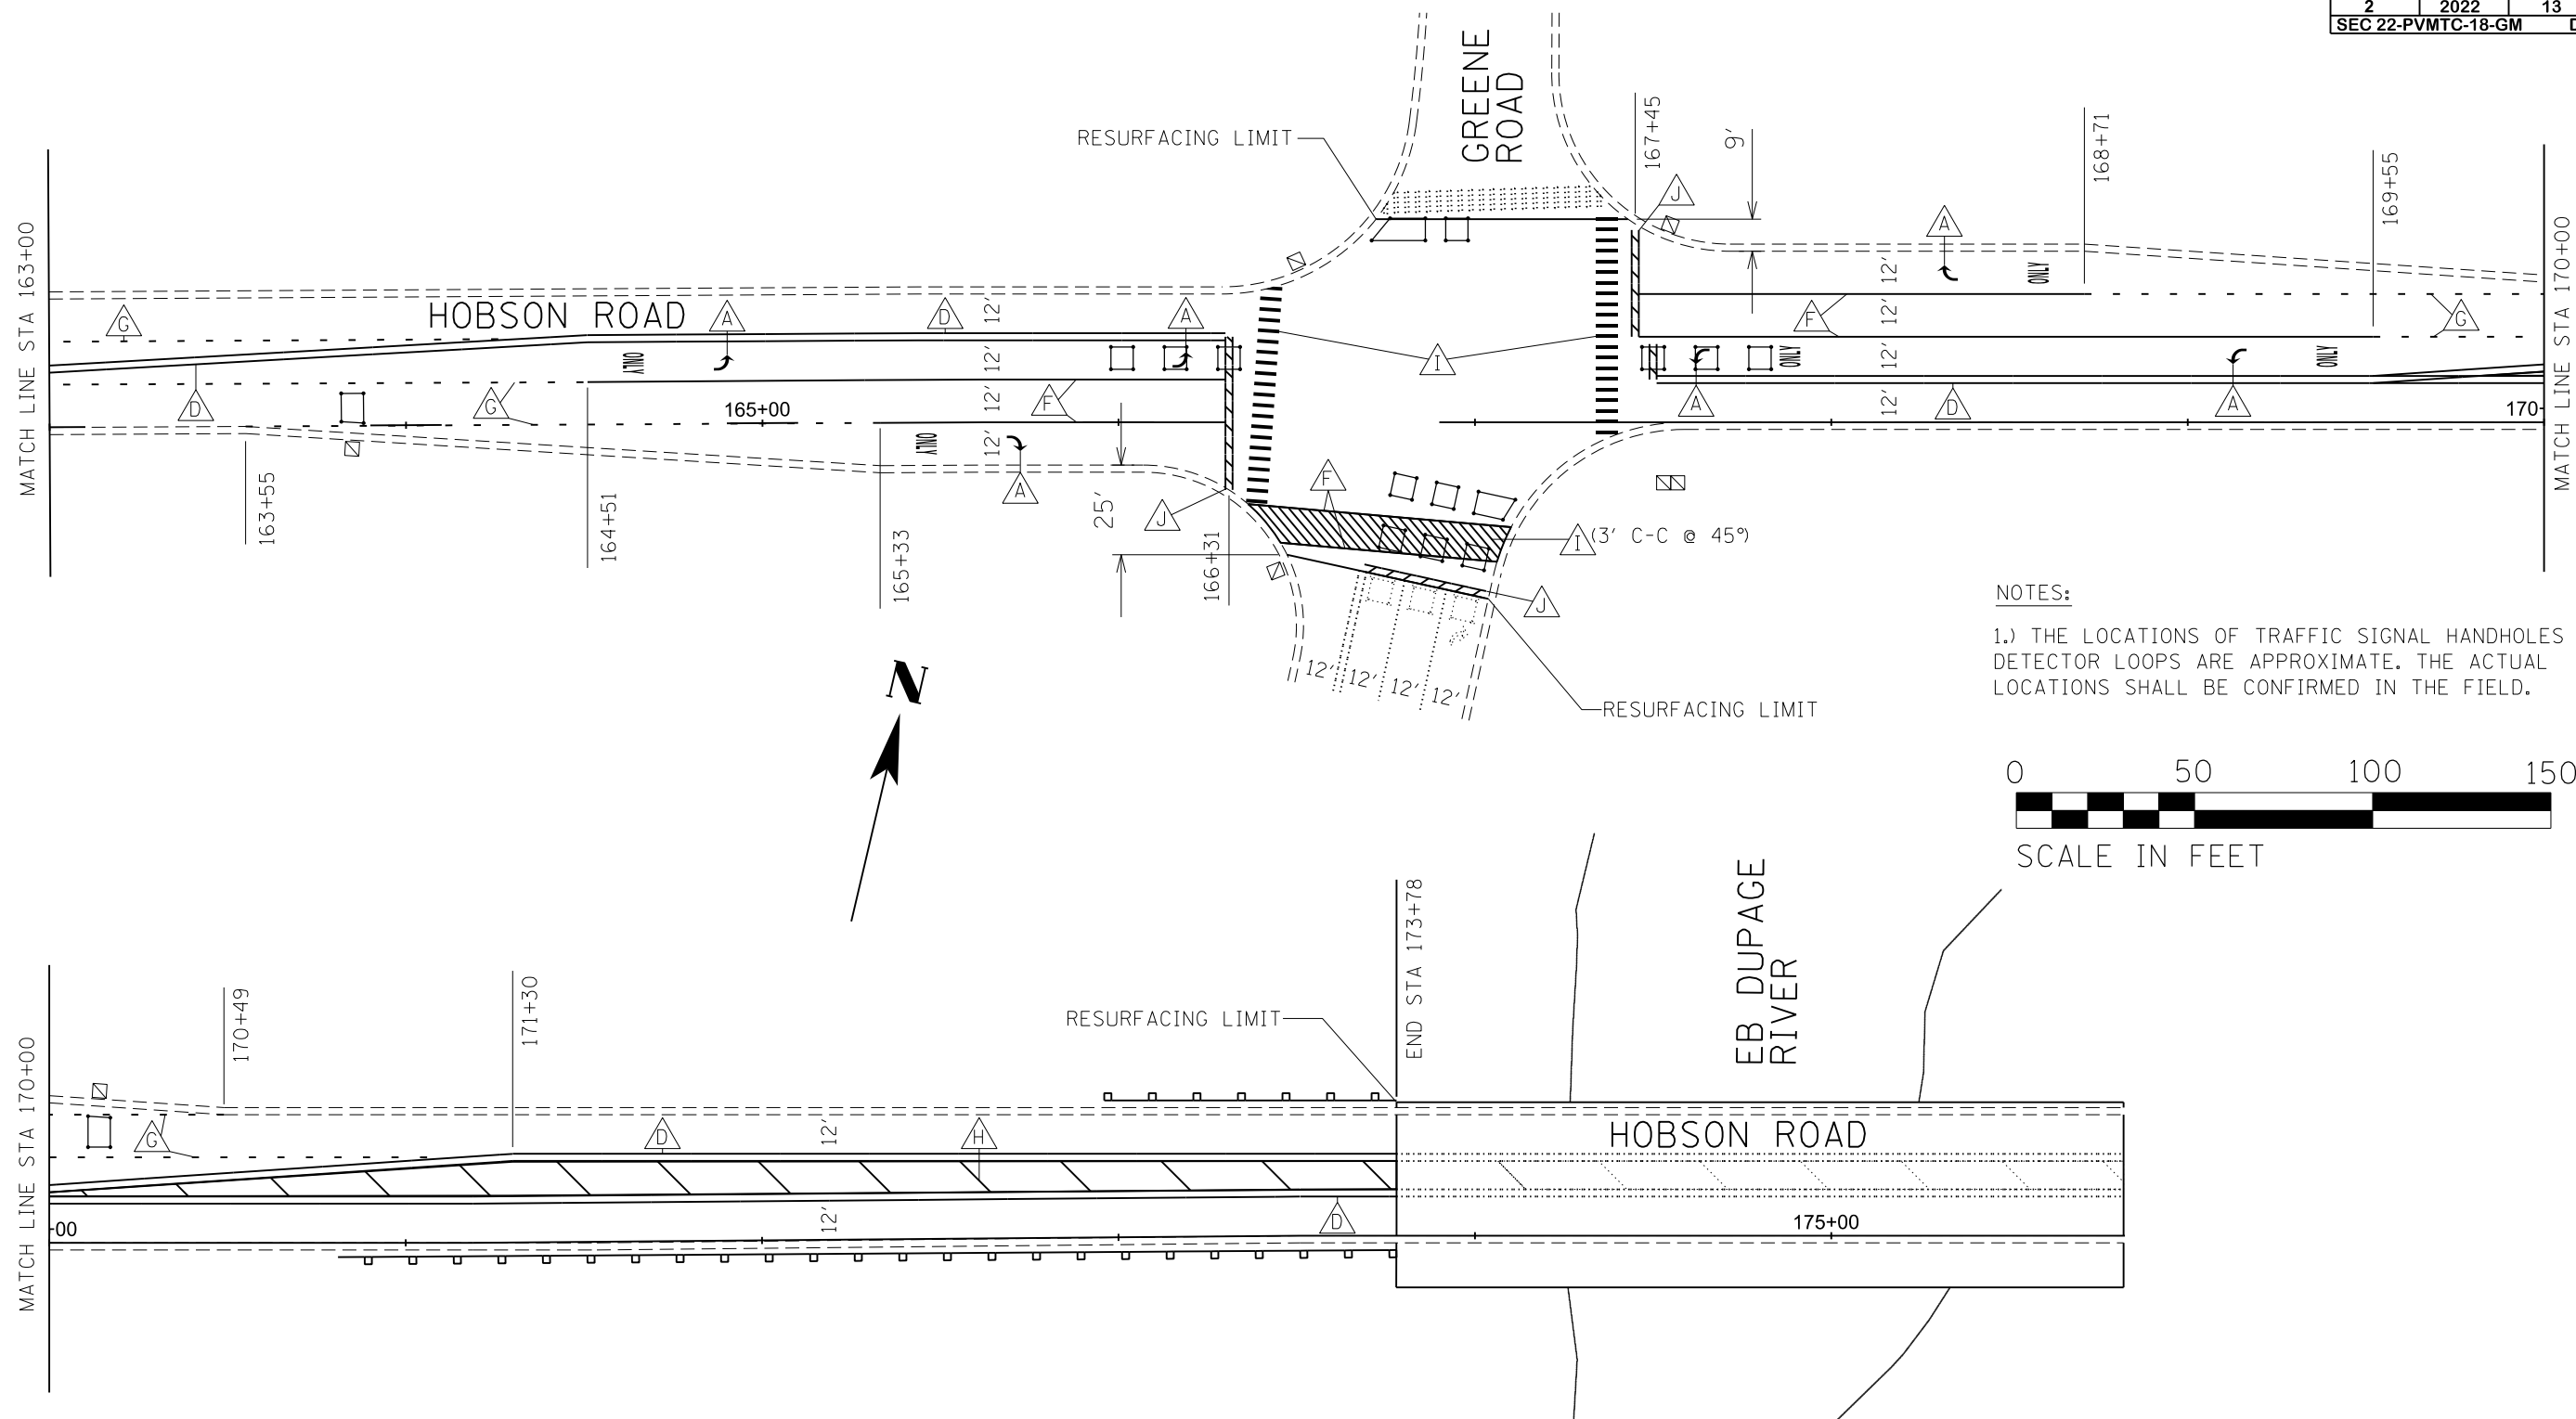 2 2022 13
SEC 22-PVMTC-18-GM D
GREENE
ROAD
RESURFACING LIMIT
167+45
9'
168+71
169+55
J
A
MATCH LINE STA 163+00
HOBSON ROAD
G
A
D
12'
A
12'
F
12'
G
MATCH LINE STA 170+00
ONLY
ONLY
12'
I
ONLY
12'
ONLY
D
G
165+00
F
12'
A
12'
D
A
170
ONLY
12'
A
25'
F
J
I (3' C-C @ 45°)
163+55
164+51
165+33
166+31
J
12' 12' 12' 12'
RESURFACING LIMIT
N
NOTES:
1.) THE LOCATIONS OF TRAFFIC SIGNAL HANDHOLES
DETECTOR LOOPS ARE APPROXIMATE. THE ACTUAL
LOCATIONS SHALL BE CONFIRMED IN THE FIELD.
0 50 100 150
SCALE IN FEET
EB DUPAGE
RIVER
MATCH LINE STA 170+00
170+49
171+30
RESURFACING LIMIT
END STA 173+78
G
D
12'
H
HOBSON ROAD
00
12'
D
175+00